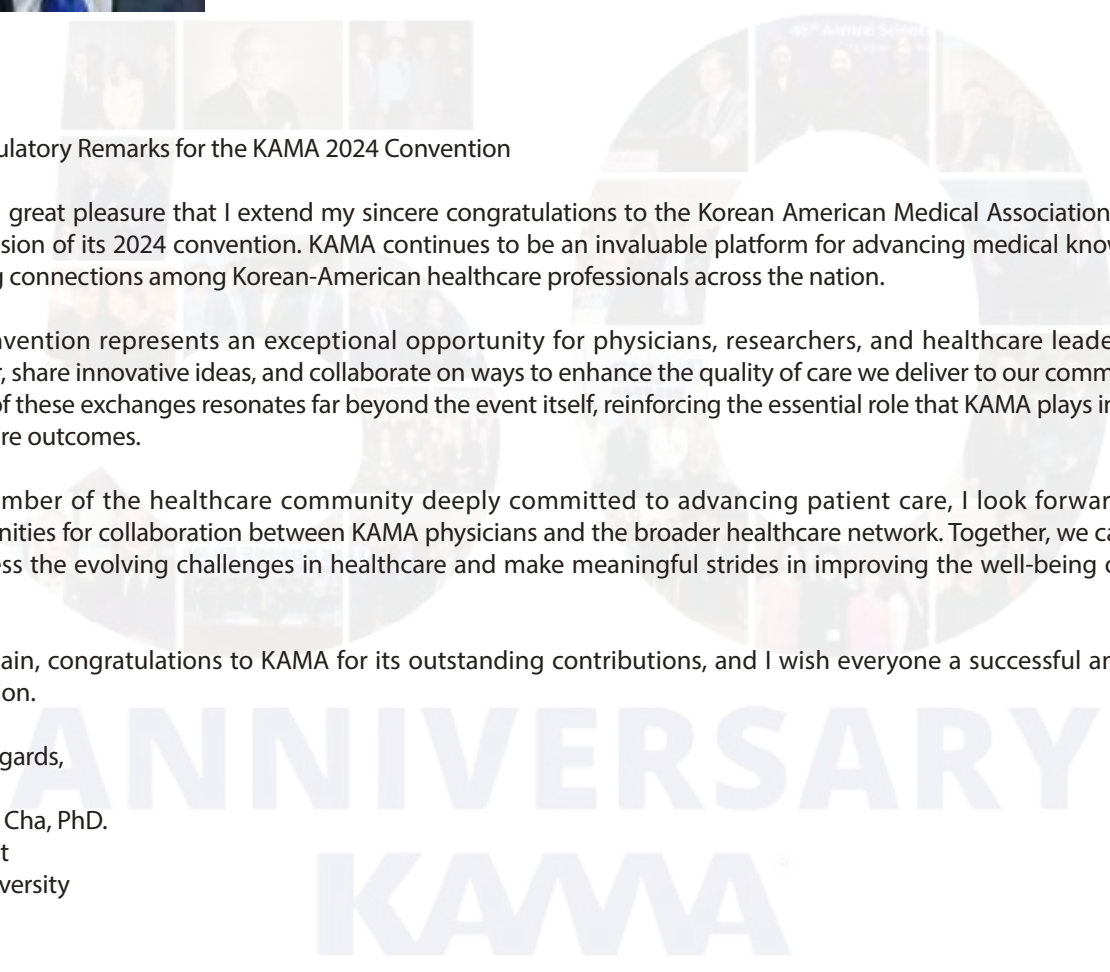 ulatory Remarks for the KAMA 2024 Convention
great pleasure that I extend my sincere congratulations to the Korean American Medical Association
sion of its 2024 convention. KAMA continues to be an invaluable platform for advancing medical know
g connections among Korean-American healthcare professionals across the nation.
vention represents an exceptional opportunity for physicians, researchers, and healthcare leade
r, share innovative ideas, and collaborate on ways to enhance the quality of care we deliver to our comm
of these exchanges resonates far beyond the event itself, reinforcing the essential role that KAMA plays in
re outcomes.
mber of the healthcare community deeply committed to advancing patient care, I look forwar
nities for collaboration between KAMA physicians and the broader healthcare network. Together, we ca
ess the evolving challenges in healthcare and make meaningful strides in improving the well-being o
ain, congratulations to KAMA for its outstanding contributions, and I wish everyone a successful an
ion.
gards,
Cha, PhD.
t
versity
50
ANNIVERSARY
KAMA®